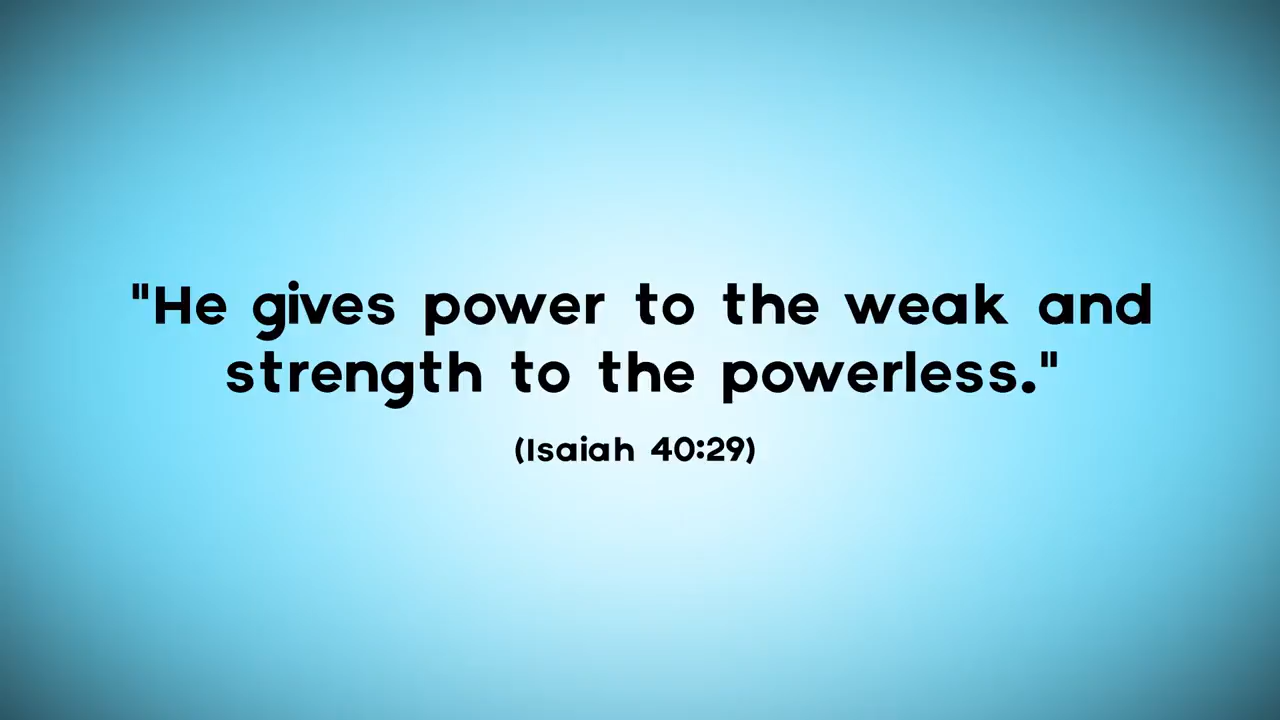 "He gives power to the weak and
strength to the powerless."
(Isaiah 40:29)